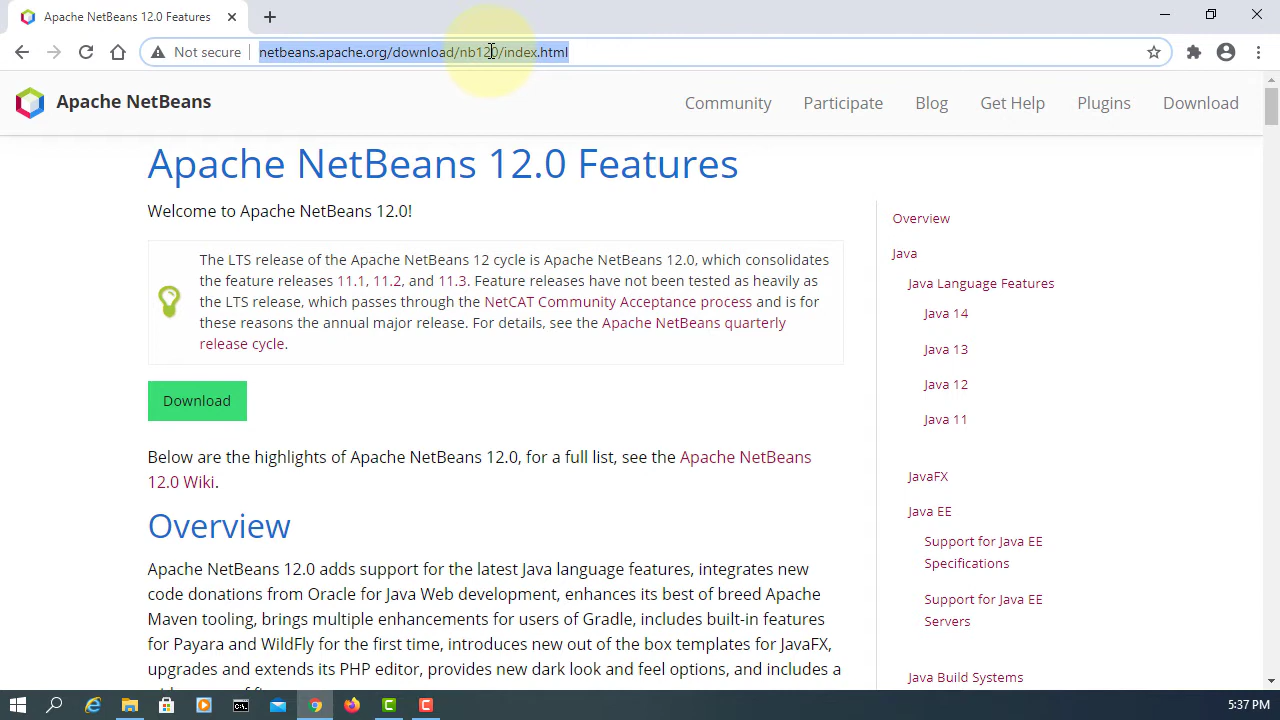 Apache NetBeans 12.0 Features
Not secure
netbeans.apache.org/download/nb120/index.html
Apache NetBeans
Community
Participate
Blog
Get Help
Plugins
Download
Apache NetBeans 12.0 Features
Welcome to Apache NetBeans 12.0!
The LTS release of the Apache NetBeans 12 cycle is Apache NetBeans 12.0, which consolidates
the feature releases 11.1, 11.2, and 11.3. Feature releases have not been tested as heavily as
the LTS release, which passes through the NetCAT Community Acceptance process and is for
these reasons the annual major release. For details, see the Apache NetBeans quarterly
release cycle.
Download
Below are the highlights of Apache NetBeans 12.0, for a full list, see the Apache NetBeans
12.0 Wiki.
Overview
Apache NetBeans 12.0 adds support for the latest Java language features, integrates new
code donations from Oracle for Java Web development, enhances its best of breed Apache
Maven tooling, brings multiple enhancements for users of Gradle, includes built-in features
for Payara and WildFly for the first time, introduces new out of the box templates for JavaFX,
upgrades and extends its PHP editor, provides new dark look and feel options, and includes a
Overview
Java
Java Language Features
Java 14
Java 13
Java 12
Java 11
JavaFX
Java EE
Support for Java EE
Specifications
Support for Java EE
Servers
Java Build Systems
5:37 PM